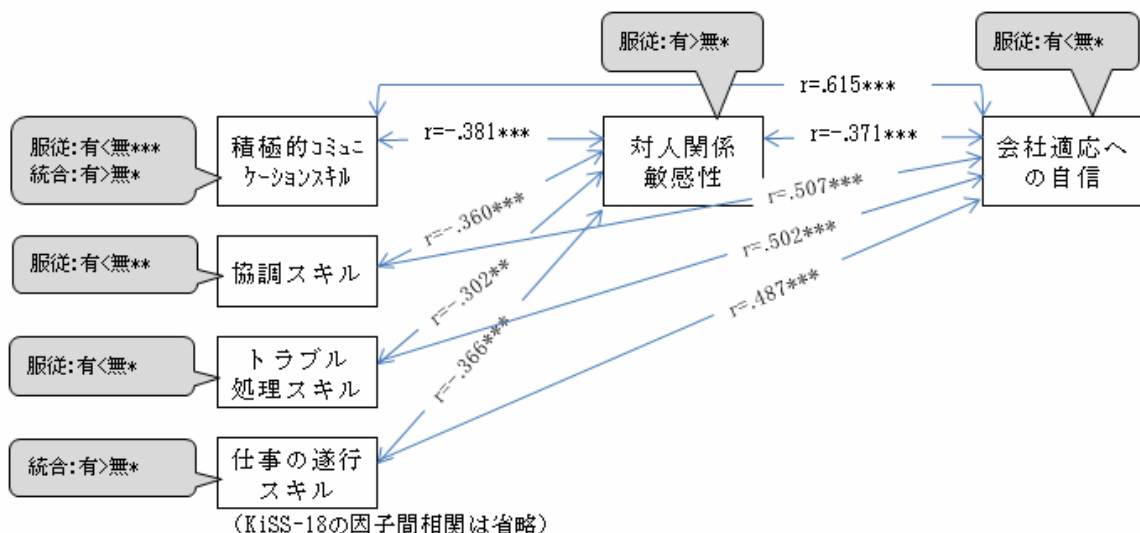 服従:有>無*
服従:有<無*
r=.615***
服従:有<無***
統合:有>無*
積極的コミュニ
ケーションスキル
r=-.381***
対人関係
敏感性
r=-.371***
会社適応へ
の自信
r=-.360***
r=.507***
服従:有<無**
協調スキル
r=-.302**
r=.502***
服従:有<無*
トラブル
処理スキル
r=-.366***
r=.487***
統合:有>無*
仕事の遂行
スキル
(KiSS-18の因子間相関は省略)